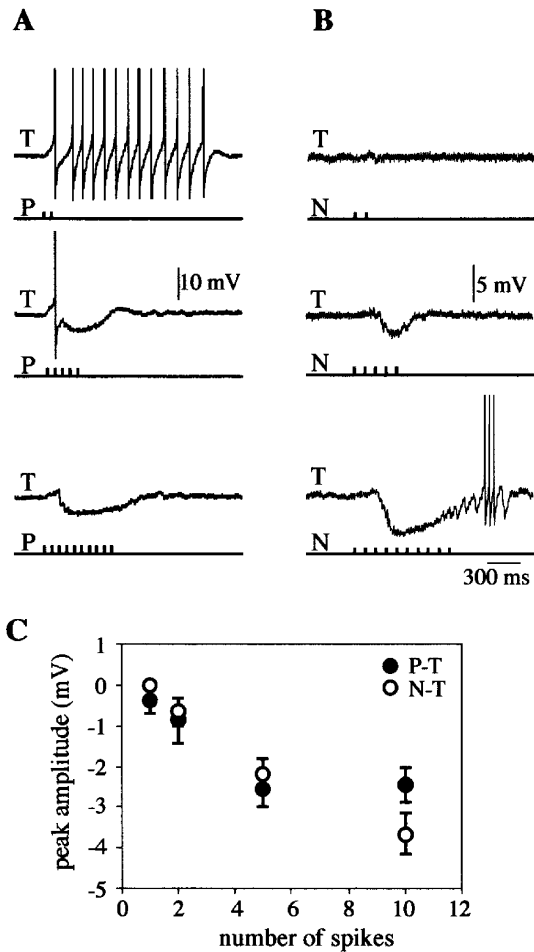 A
B
T
T
P
N
T
10 mV
T
5 mV
P
N
T
T
P
N
300 ms
C
1
0
-1
-2
-3
-4
-5
peak amplitude (mV)
P-T
N-T
0 2 4 6 8 10 12
number of spikes